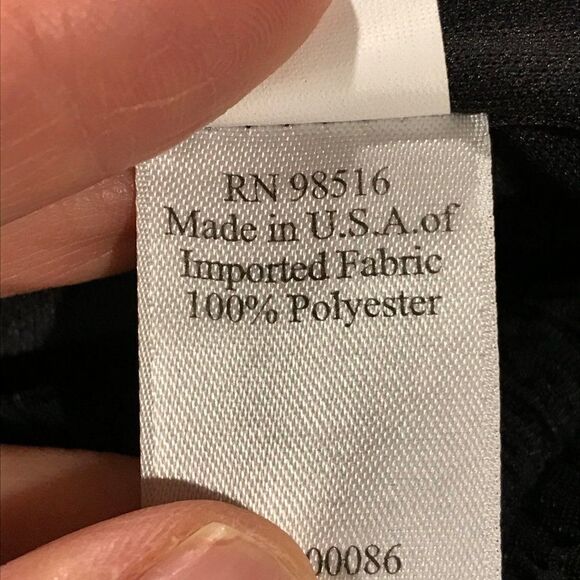 RN 98516
Made in U.S.A.of
Imported Fabric
100% Polyester
00086